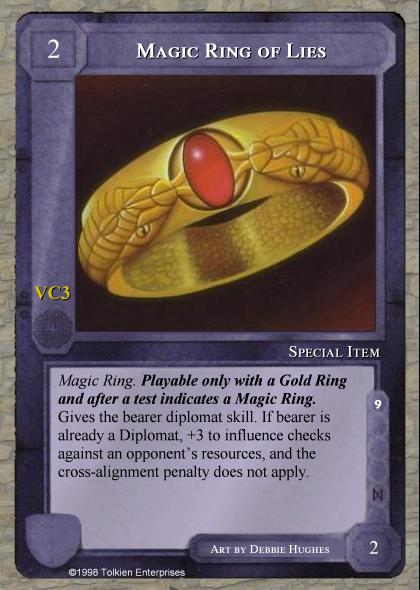 2
Magic Ring of Lies
VC3
Special Item
Magic Ring. Playable only with a Gold Ring
and after a test indicates a Magic Ring.
Gives the bearer diplomat skill. If bearer is
already a Diplomat, +3 to influence checks
against an opponent's resources, and the
cross-alignment penalty does not apply.
9
Art by Debbie Hughes
2
©1998 Tolkien Enterprises